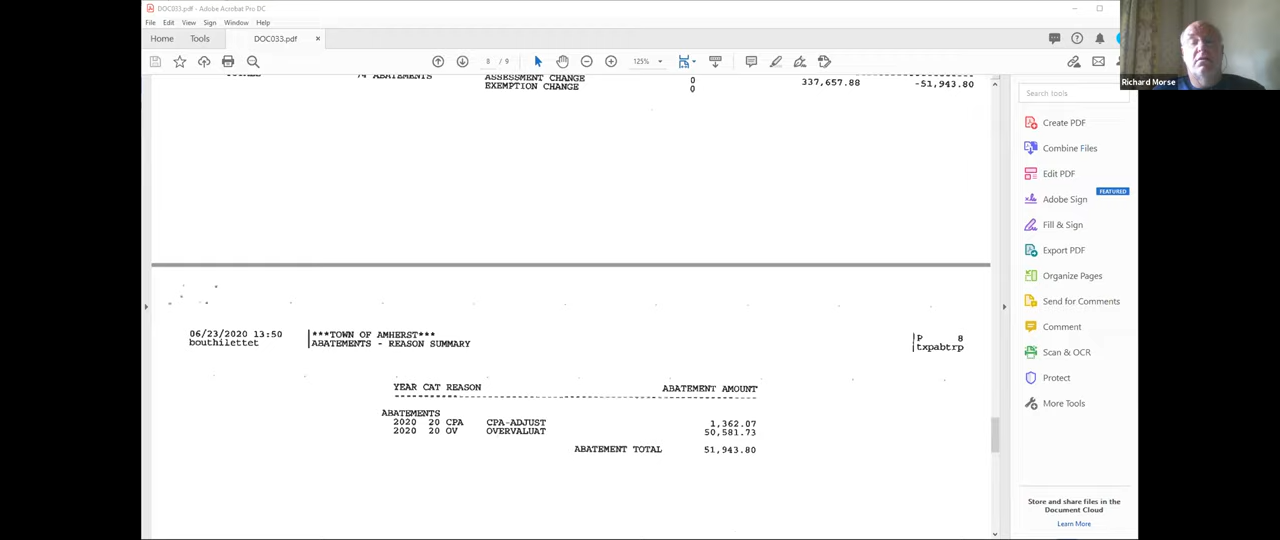 DOC033.pdf - Adobe Acrobat Pro DC
File Edit View Sign Window Help
Home Tools DOC033.pdf ×
8 / 9 125%
Richard Morse
74 ABATEMENTS ASSESSMENT CHANGE 0 337,657.88 -51,943.80
EXEMPTION CHANGE 0
Search tools
Create PDF
Combine Files
Edit PDF
FEATURED
Adobe Sign
Fill & Sign
Export PDF
Organize Pages
Send for Comments
Comment
Scan & OCR
Protect
More Tools
06/23/2020 13:50 |***TOWN OF AMHERST*** |P 8
bouthilettet |ABATEMENTS - REASON SUMMARY |txpabtrp
YEAR CAT REASON ABATEMENT AMOUNT
ABATEMENTS
2020 20 CPA CPA-ADJUST 1,362.07
2020 20 OV OVERVALUAT 50,581.73
ABATEMENT TOTAL 51,943.80
Store and share files in the
Document Cloud
Learn More